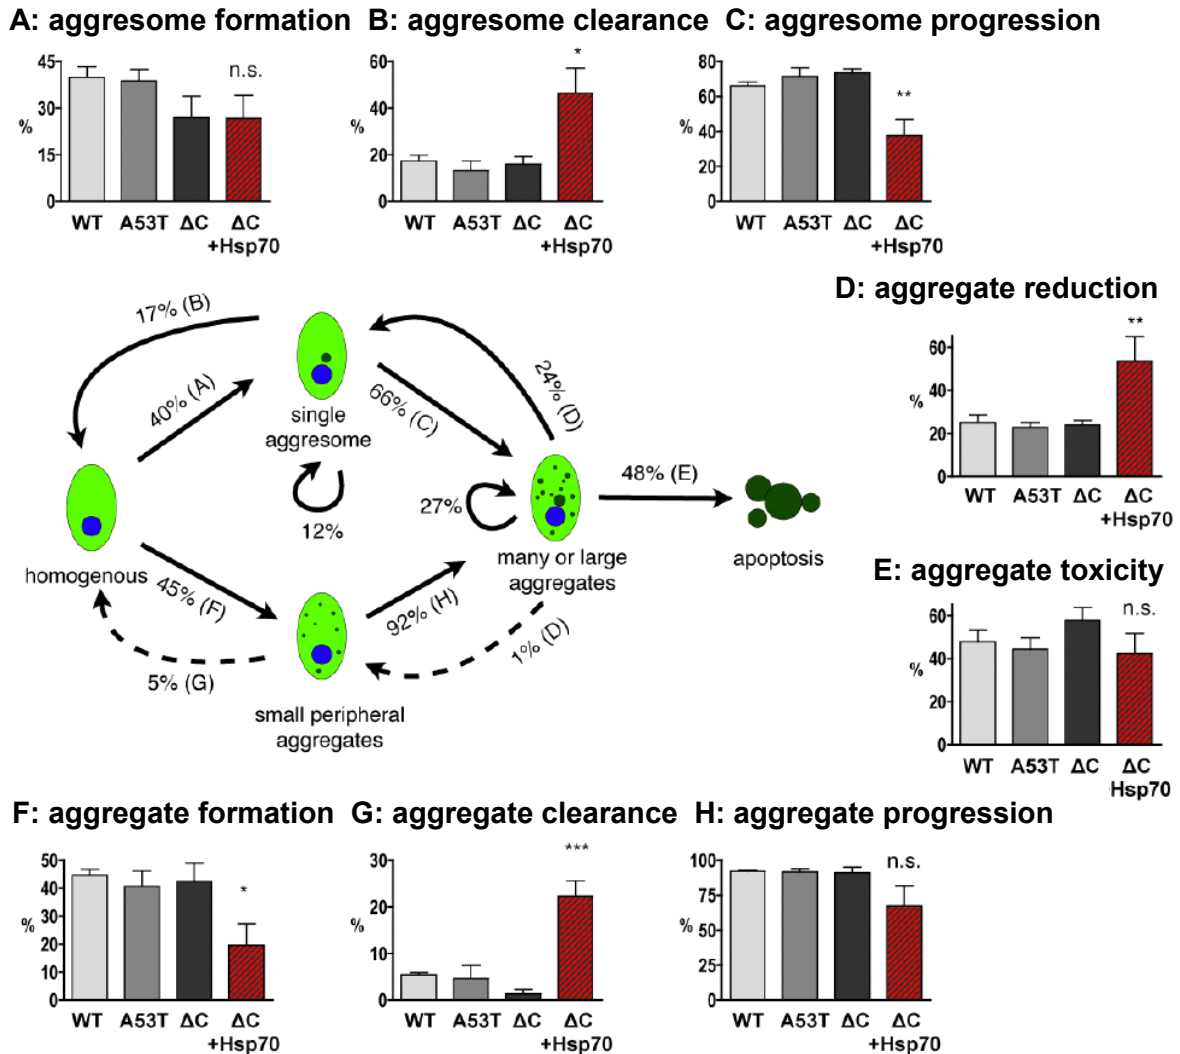 A: aggresome formation B: aggresome clearance C: aggresome progression
45
30
15
0
%
n.s.
WT A53T ΔC ΔC
+Hsp70
60
40
20
0
%
*
WT A53T ΔC ΔC
+Hsp70
80
60
40
20
0
%
**
WT A53T ΔC ΔC
+Hsp70
D: aggregate reduction
60
40
20
0
%
**
WT A53T ΔC ΔC
+Hsp70
17% (B)
40% (A)
single
aggresome
66% (C)
24% (D)
12%
27%
48% (E)
homogenous
many or large
aggregates
apoptosis
45% (F)
92% (H)
1% (D)
5% (G)
small peripheral
aggregates
E: aggregate toxicity
60
40
20
0
%
n.s.
WT A53T ΔC ΔC
Hsp70
F: aggregate formation G: aggregate clearance H: aggregate progression
50
40
30
20
10
0
%
*
WT A53T ΔC ΔC
+Hsp70
30
20
10
0
%
***
WT A53T ΔC ΔC
+Hsp70
100
75
50
25
0
%
n.s.
WT A53T ΔC ΔC
+Hsp70